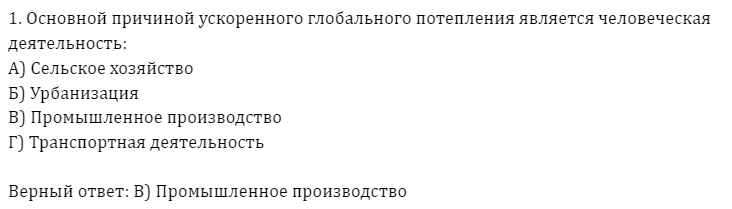 1. Основной причиной ускоренного глобального потепления является человеческая
деятельность:
А) Сельское хозяйство
Б) Урбанизация
В) Промышленное производство
Г) Транспортная деятельность
Верный ответ: В) Промышленное производство